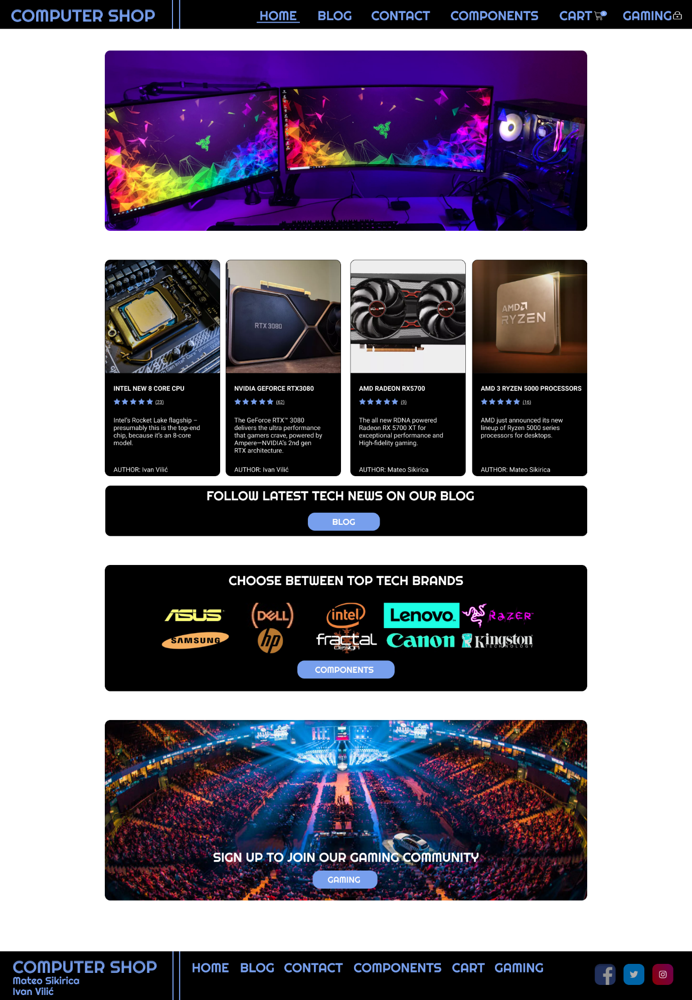 COMPUTER SHOP
HOME BLOG CONTACT COMPONENTS CART 0 GAMING
RTX 3080
PULSE
PULSE
AMD
RYZEN
INTEL NEW 8 CORE CPU
(23)
Intel's Rocket Lake flagship –
presumably this is the top-end
chip, because it's an 8-core
model.
AUTHOR: Ivan Vilić
NVIDIA GEFORCE RTX3080
(62)
The GeForce RTX™ 3080
delivers the ultra performance
that gamers crave, powered by
Ampere—NVIDIA's 2nd gen
RTX architecture.
AUTHOR: Ivan Vilić
AMD RADEON RX5700
(9)
The all new RDNA powered
Radeon RX 5700 XT for
exceptional performance and
High-fidelity gaming.
AUTHOR: Mateo Sikirica
AMD 3 RYZEN 5000 PROCESSORS
(16)
AMD just announced its new
lineup of Ryzen 5000 series
processors for desktops.
AUTHOR: Mateo Sikirica
FOLLOW LATEST TECH NEWS ON OUR BLOG
BLOG
CHOOSE BETWEEN TOP TECH BRANDS
ASUS DELL intel Lenovo RAZER
SAMSUNG hp fractal design Canon Kingston TECHNOLOGY
COMPONENTS
SIGN UP TO JOIN OUR GAMING COMMUNITY
GAMING
COMPUTER SHOP
Mateo Sikirica
Ivan Vilić
HOME BLOG CONTACT COMPONENTS CART GAMING